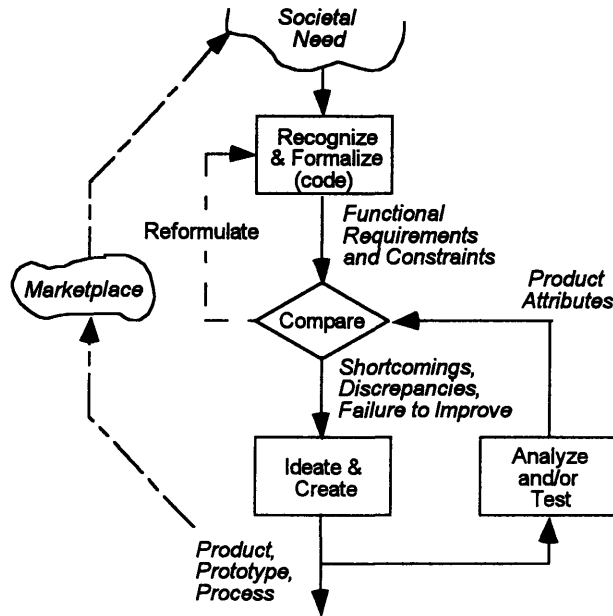 Societal
Need
Recognize
& Formalize
(code)
Reformulate
Functional
Requirements
and Constraints
Marketplace
Product
Attributes
Compare
Shortcomings,
Discrepancies,
Failure to Improve
Ideate &
Create
Analyze
and/or
Test
Product,
Prototype,
Process